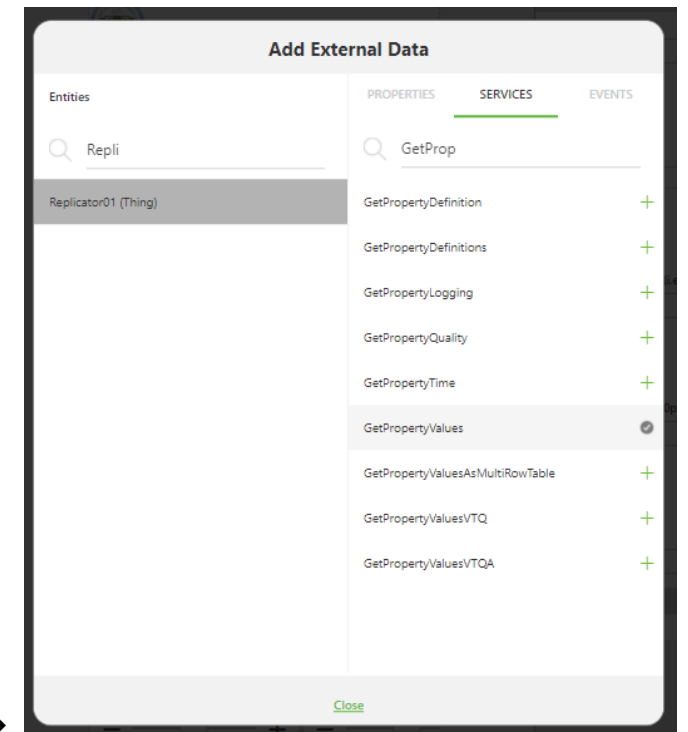 Add External Data
Entities
PROPERTIES SERVICES EVENTS
Repli
GetProp
Replicator01 (Thing)
GetPropertyDefinition
GetPropertyDefinitions
GetPropertyLogging
GetPropertyQuality
GetPropertyTime
GetPropertyValues
GetPropertyValuesAsMultiRowTable
GetPropertyValuesVTQ
GetPropertyValuesVTQA
Close